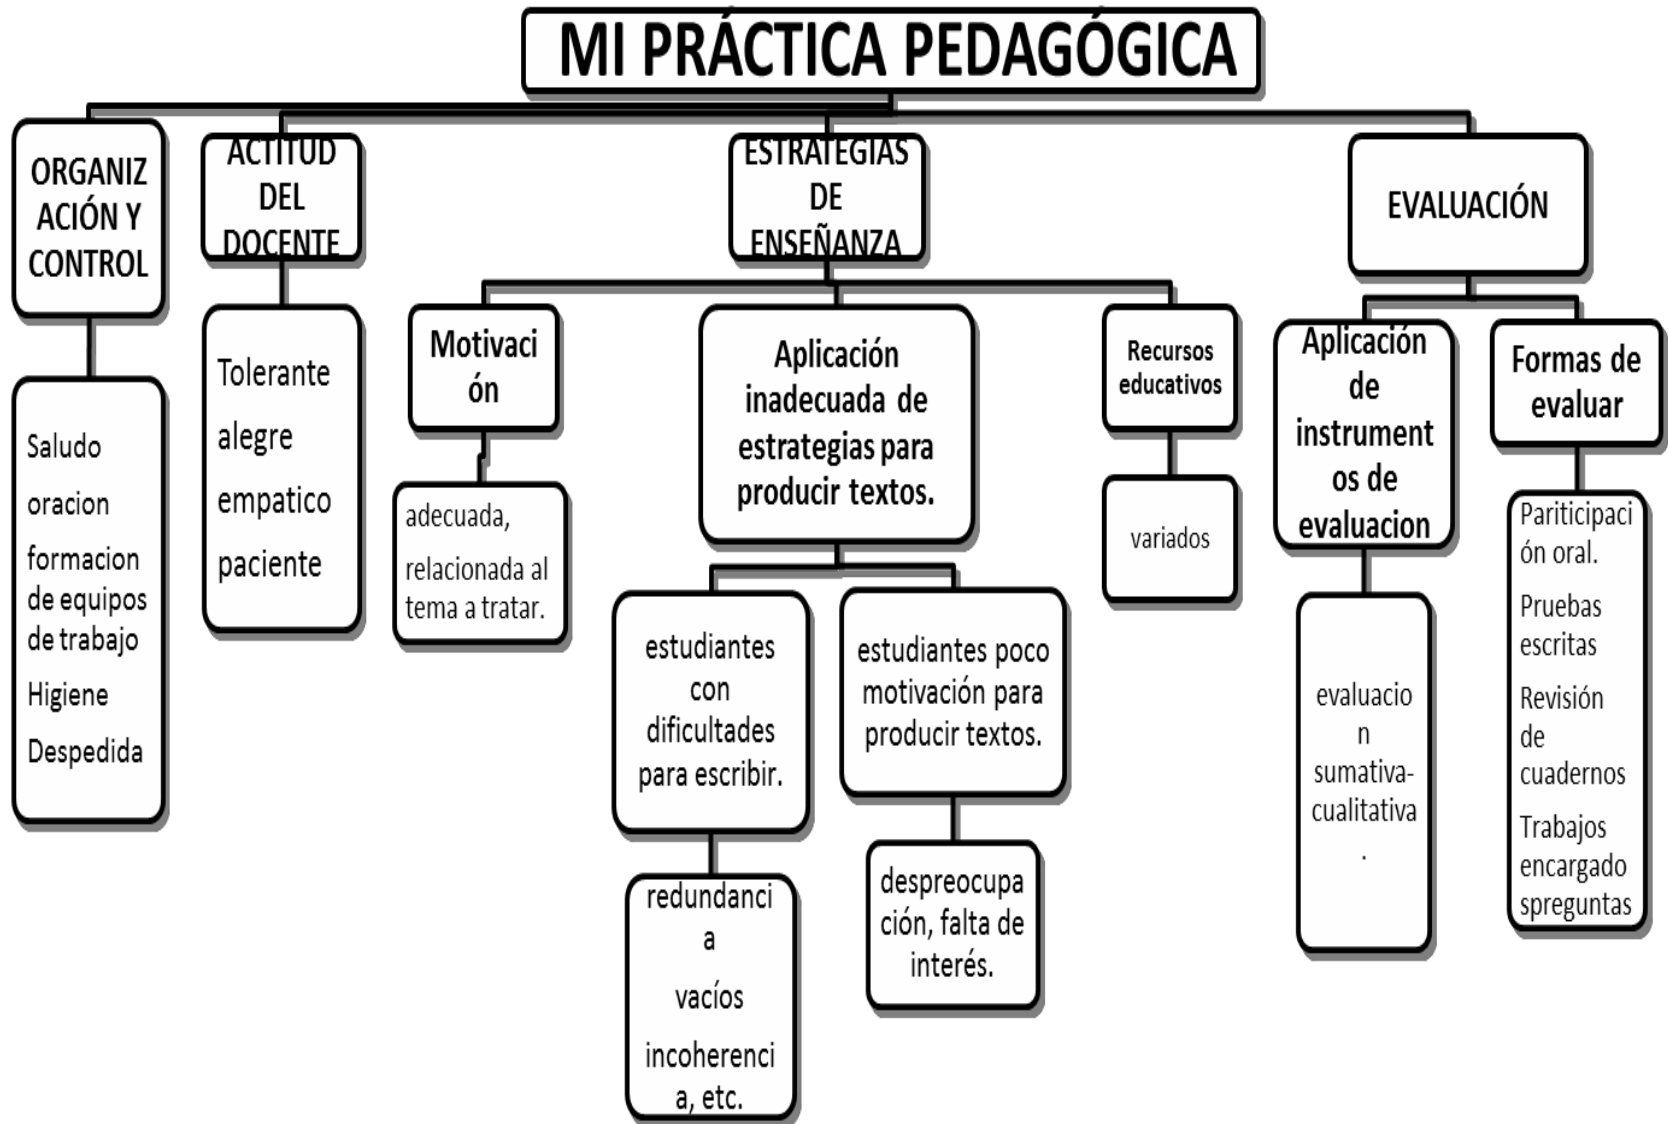 MI PRÁCTICA PEDAGÓGICA
ORGANIZ
ACIÓN Y
CONTROL
Saludo
oracion
formacion
de equipos
de trabajo
Higiene
Despedida
ACTITUD
DEL
DOCENTE
Tolerante
alegre
empatico
paciente
ESTRATEGIAS
DE
ENSEÑANZA
Motivaci
ón
adecuada,
relacionada al
tema a tratar.
Aplicación
inadecuada de
estrategias para
producir textos.
estudiantes
con
dificultades
para escribir.
redundanci
a
vacíos
incoherenci
a, etc.
estudiantes poco
motivación para
producir textos.
despreocupa
ción, falta de
interés.
Recursos
educativos
variados
EVALUACIÓN
Aplicación
de
instrument
os de
evaluacion
evaluacio
n
sumativa-
cualitativa
.
Formas de
evaluar
Pariticipaci
ón oral.
Pruebas
escritas
Revisión
de
cuadernos
Trabajos
encargado
spreguntas